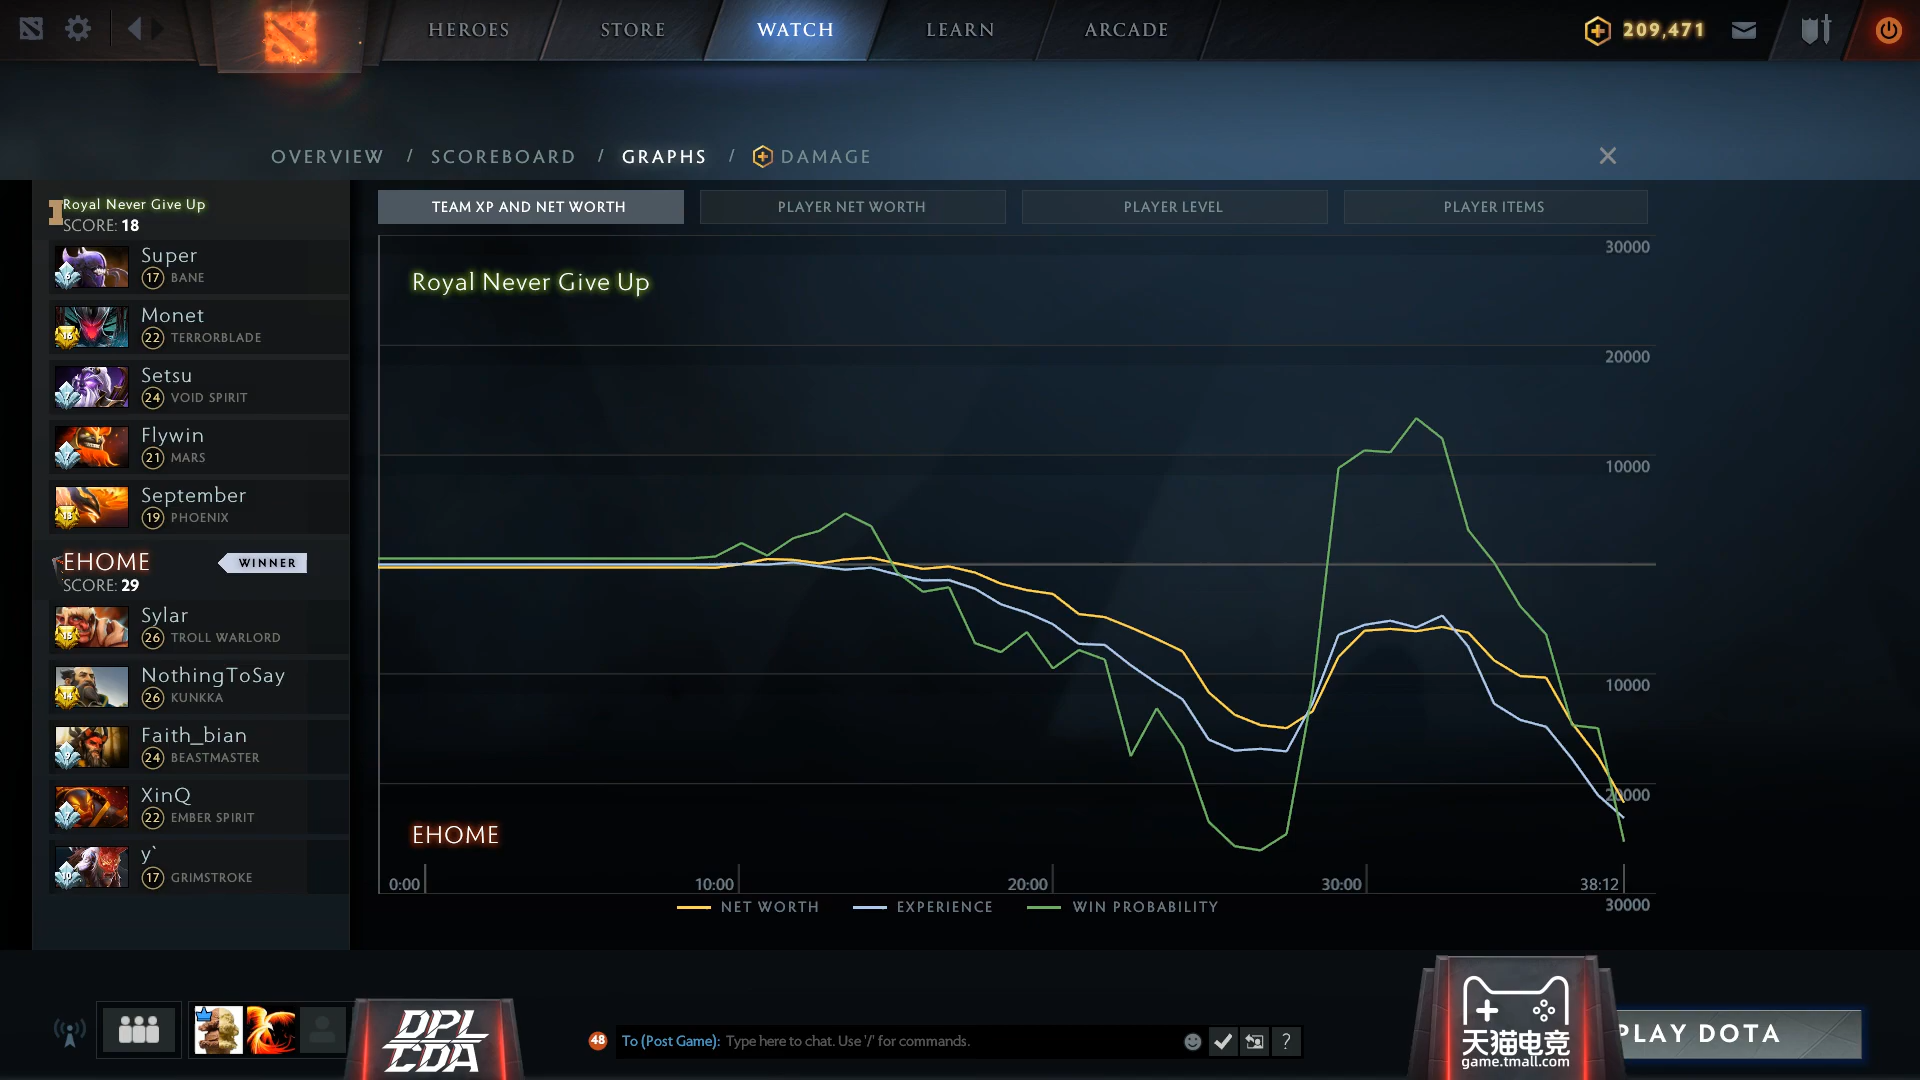 HEROES
STORE
WATCH
LEARN
ARCADE
209,471
OVERVIEW / SCOREBOARD / GRAPHS / DAMAGE
Royal Never Give Up
SCORE: 18
Super
17 BANE
Monet
22 TERRORBLADE
Setsu
24 VOID SPIRIT
Flywin
21 MARS
September
19 PHOENIX
EHOME
WINNER
SCORE: 29
Sylar
26 TROLL WARLORD
NothingToSay
26 KUNKKA
Faith_bian
24 BEASTMASTER
XinQ
22 EMBER SPIRIT
y`
17 GRIMSTROKE
TEAM XP AND NET WORTH
PLAYER NET WORTH
PLAYER LEVEL
PLAYER ITEMS
Royal Never Give Up
30000
20000
10000
10000
20000
EHOME
0:00
10:00
20:00
30:00
38:12
30000
NET WORTH
EXPERIENCE
WIN PROBABILITY
DPL
CDA
48
To (Post Game): Type here to chat. Use '/' for commands.
?
天猫电竞
game.tmall.com
PLAY DOTA